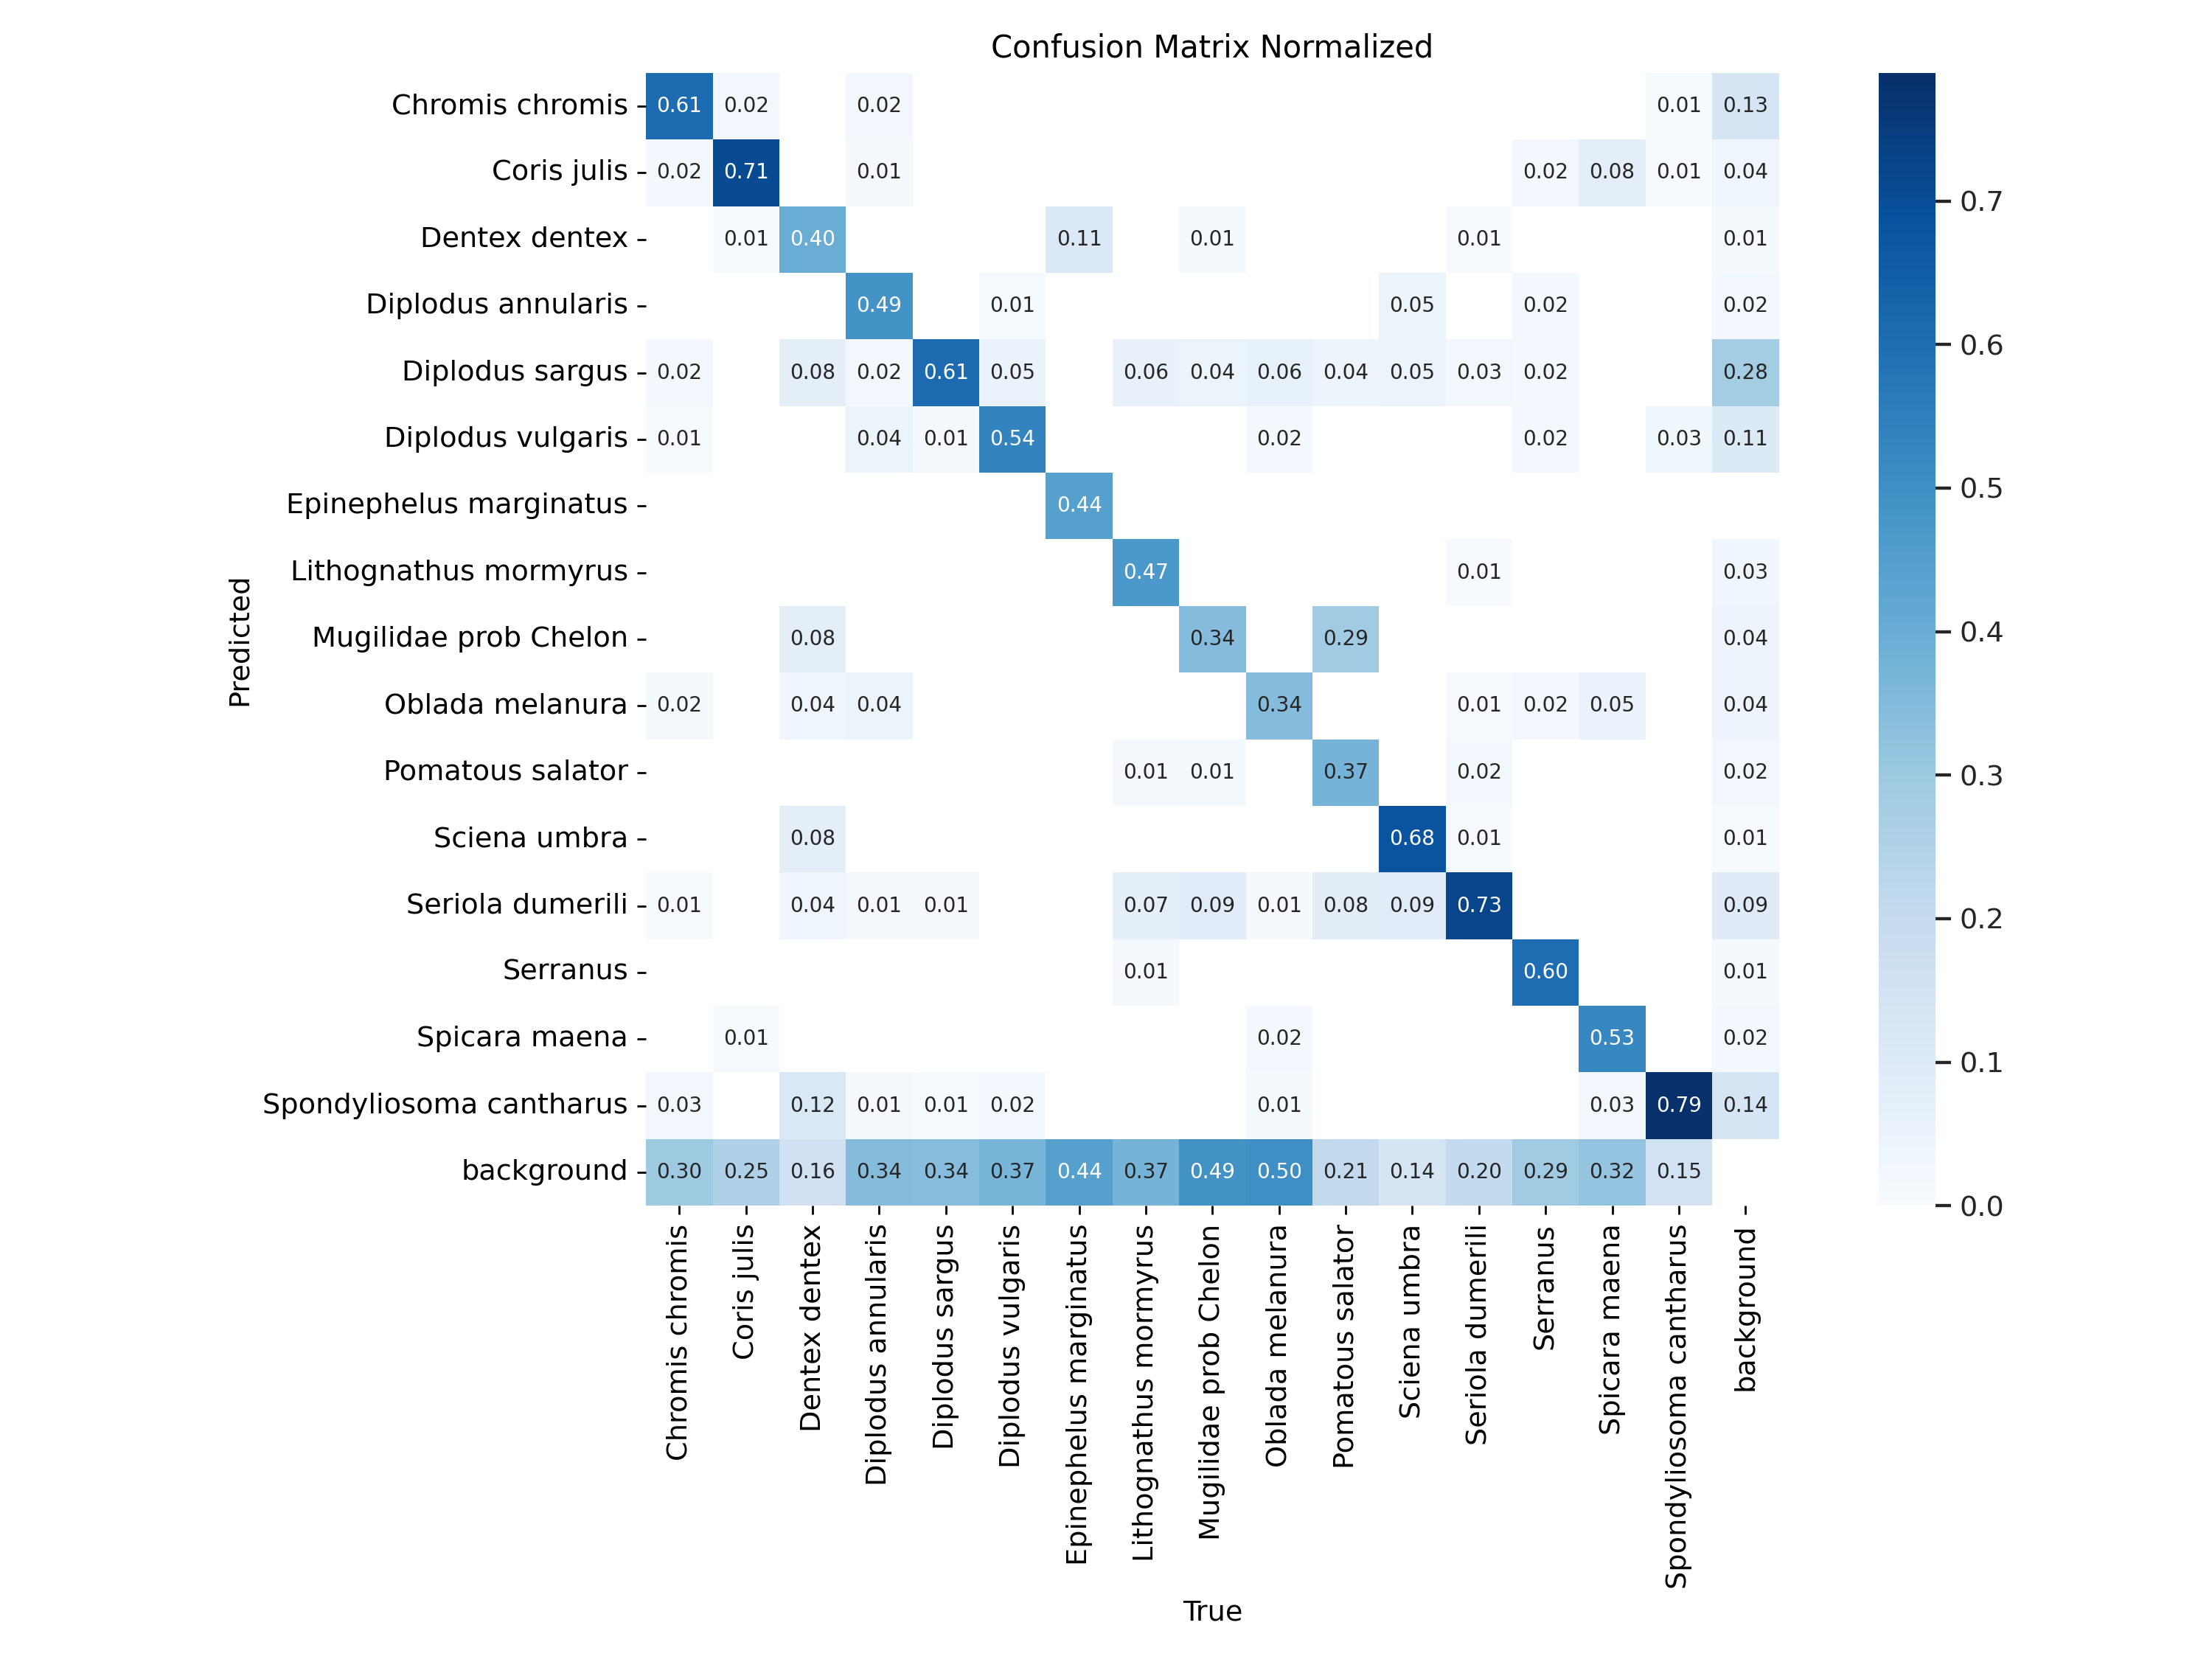 Confusion Matrix Normalized
Chromis chromis 0.61 0.02 0.02 0.01 0.13
Coris julis 0.02 0.71 0.01 0.02 0.08 0.01 0.04
0.7
Dentex dentex 0.01 0.40 0.11 0.01 0.01 0.01
Diplodus annularis 0.49 0.01 0.05 0.02 0.02
0.6
Diplodus sargus 0.02 0.08 0.02 0.61 0.05 0.06 0.04 0.06 0.04 0.05 0.03 0.02 0.28
Diplodus vulgaris 0.01 0.04 0.01 0.54 0.02 0.02 0.03 0.11
0.5
Epinephelus marginatus 0.44
Lithognathus mormyrus 0.47 0.01 0.03
Predicted
Mugilidae prob Chelon 0.08 0.34 0.29 0.04
0.4
Oblada melanura 0.02 0.04 0.04 0.34 0.01 0.02 0.05 0.04
Pomatous salator 0.01 0.01 0.37 0.02 0.02
0.3
Sciena umbra 0.08 0.68 0.01 0.01
Seriola dumerili 0.01 0.04 0.01 0.01 0.07 0.09 0.01 0.08 0.09 0.73 0.09
0.2
Serranus 0.01 0.60 0.01
Spicara maena 0.01 0.02 0.53 0.02
0.1
Spondyliosoma cantharus 0.03 0.12 0.01 0.01 0.02 0.01 0.03 0.79 0.14
background 0.30 0.25 0.16 0.34 0.34 0.37 0.44 0.37 0.49 0.50 0.21 0.14 0.20 0.29 0.32 0.15
0.0
Chromis chromis
Coris julis
Dentex dentex
Diplodus annularis
Diplodus sargus
Diplodus vulgaris
Epinephelus marginatus
Lithognathus mormyrus
Mugilidae prob Chelon
Oblada melanura
Pomatous salator
Sciena umbra
Seriola dumerili
Serranus
Spicara maena
Spondyliosoma cantharus
background
True